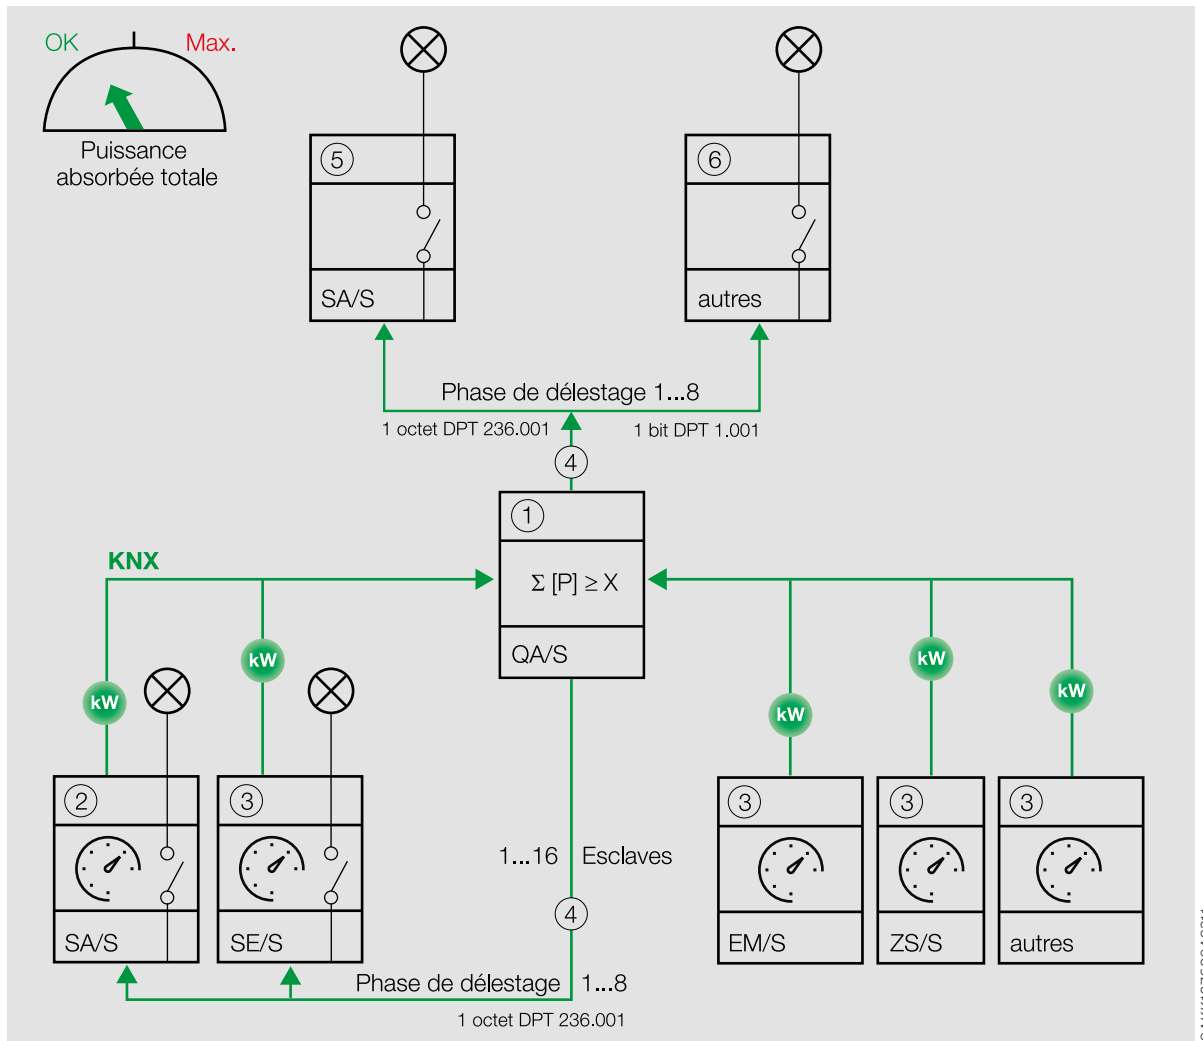 OK
Max.
Puissance
absorbée totale
5
SA/S
6
autres
Phase de délestage 1...8
1 octet DPT 236.001
1 bit DPT 1.001
4
1
Σ [P] ≥ X
QA/S
KNX
kW
kW
kW
kW
kW
2
SA/S
3
SE/S
3
EM/S
3
ZS/S
3
autres
1...16 Esclaves
4
Phase de délestage 1...8
1 octet DPT 236.001